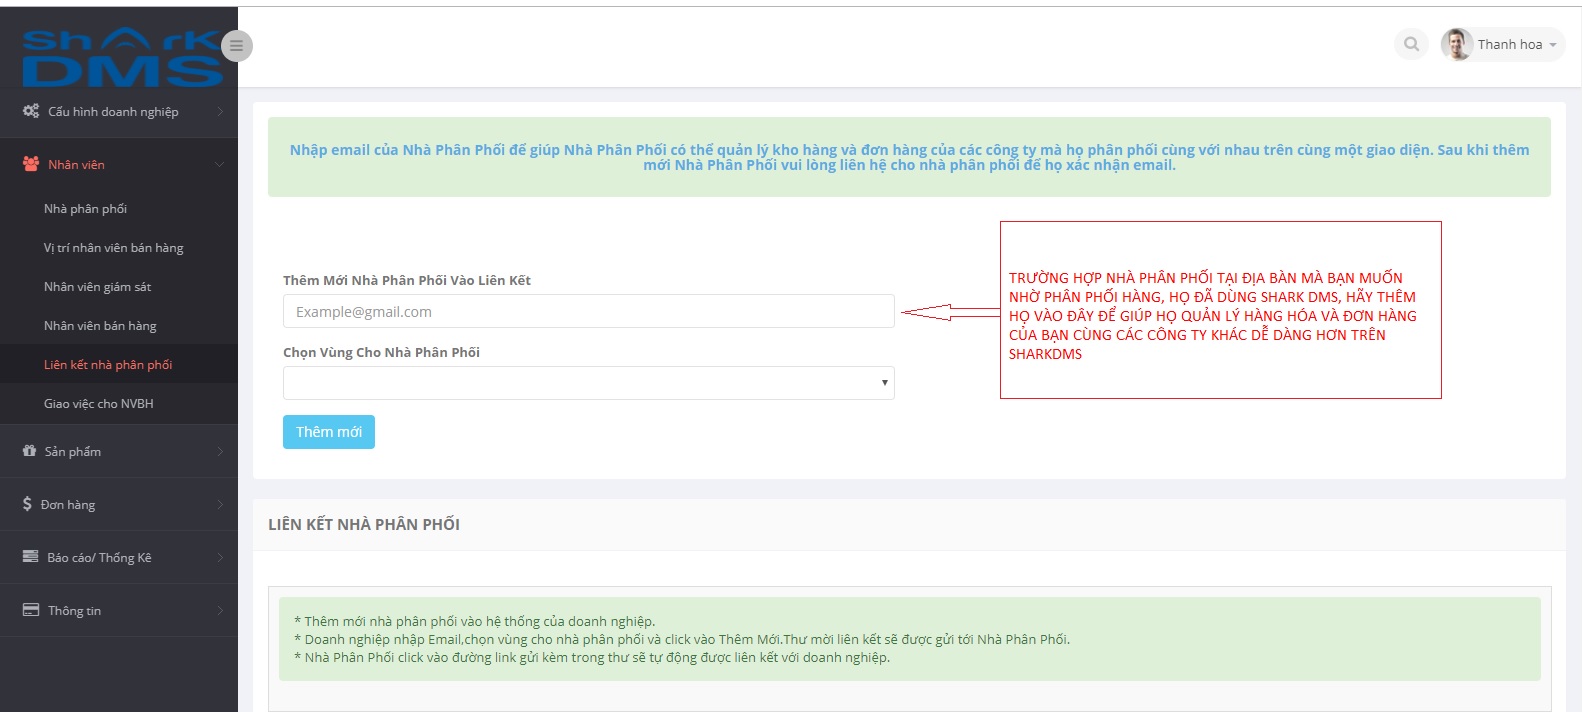 Shark
DMS
Thanh hoa
Cấu hình doanh nghiệp
Nhân viên
Nhà phân phối
Vị trí nhân viên bán hàng
Nhân viên giám sát
Nhân viên bán hàng
Liên kết nhà phân phối
Giao việc cho NVBH
Sản phẩm
Đơn hàng
Báo cáo/ Thống Kê
Thông tin
Nhập email của Nhà Phân Phối để giúp Nhà Phân Phối có thể quản lý kho hàng và đơn hàng của các công ty mà họ phân phối cùng với nhau trên cùng một giao diện. Sau khi thêm
mới Nhà Phân Phối vui lòng liên hệ cho nhà phân phối để họ xác nhận email.
Thêm Mới Nhà Phân Phối Vào Liên Kết
Example@gmail.com
Chọn Vùng Cho Nhà Phân Phối
Thêm mới
TRƯỜNG HỢP NHÀ PHÂN PHỐI TẠI ĐỊA BÀN MÀ BẠN MUỐN
NHỜ PHÂN PHỐI HÀNG, HỌ ĐÃ DÙNG SHARK DMS, HÃY THÊM
HỌ VÀO ĐÂY ĐỂ GIÚP HỌ QUẢN LÝ HÀNG HÓA VÀ ĐƠN HÀNG
CỦA BẠN CÙNG CÁC CÔNG TY KHÁC DỄ DÀNG HƠN TRÊN
SHARKDMS
LIÊN KẾT NHÀ PHÂN PHỐI
* Thêm mới nhà phân phối vào hệ thống của doanh nghiệp.
* Doanh nghiệp nhập Email,chọn vùng cho nhà phân phối và click vào Thêm Mới.Thư mời liên kết sẽ được gửi tới Nhà Phân Phối.
* Nhà Phân Phối click vào đường link gửi kèm trong thư sẽ tự động được liên kết với doanh nghiệp.